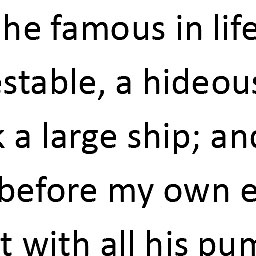 he famous in life
estable, a hideous
k a large ship; and
before my own e
t with all his pum